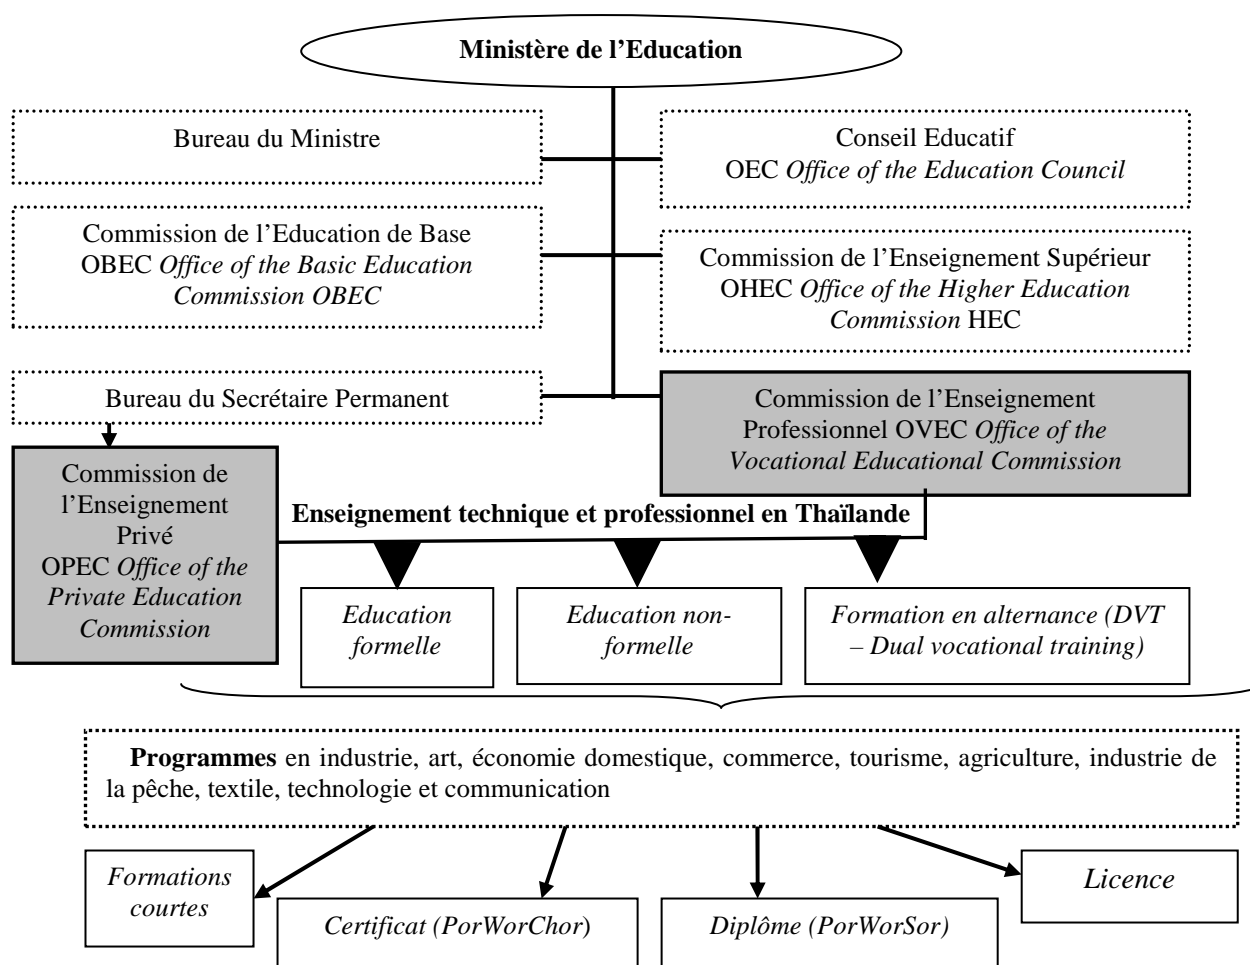 Ministère de l’Education
Bureau du Ministre
Conseil Educatif
OEC Office of the Education Council
Commission de l’Education de Base
OBEC Office of the Basic Education
Commission OBEC
Commission de l’Enseignement Supérieur
OHEC Office of the Higher Education
Commission HEC
Bureau du Secrétaire Permanent
Commission de l’Enseignement
Professionnel OVEC Office of the
Vocational Educational Commission
Commission de
l’Enseignement
Privé
OPEC Office of the
Private Education
Commission
Enseignement technique et professionnel en Thaïlande
Education
formelle
Education non-
formelle
Formation en alternance (DVT
– Dual vocational training)
Programmes en industrie, art, économie domestique, commerce, tourisme, agriculture, industrie de
la pêche, textile, technologie et communication
Formations
courtes
Certificat (PorWorChor)
Diplôme (PorWorSor)
Licence